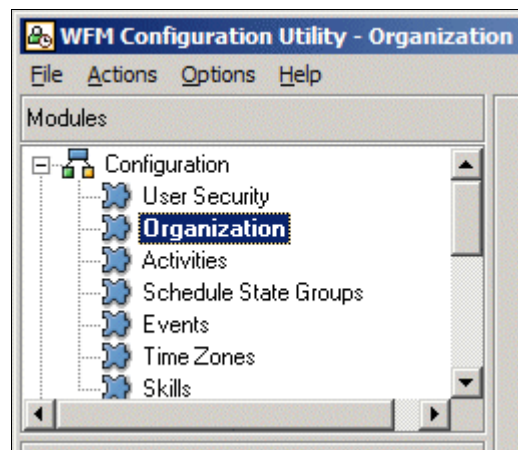 WFM Configuration Utility - Organization
File Actions Options Help
Modules
Configuration
User Security
Organization
Activities
Schedule State Groups
Events
Time Zones
Skills